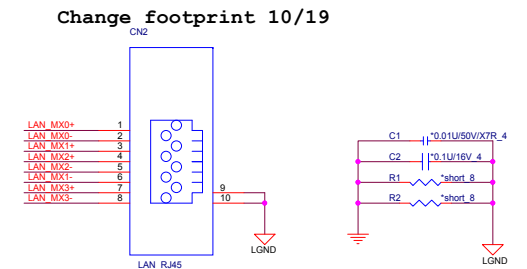 Change footprint 10/19
CN2
LAN_MX0+ 1
LAN_MX0- 2
LAN_MX1+ 3
LAN_MX2+ 4
LAN_MX2- 5
LAN_MX1- 6
LAN_MX3+ 7
LAN_MX3- 8
9
10
LGND
LAN_RJ45
C1 *0.01U/50V/X7R_4
C2 *0.1U/16V_4
R1 *short_8
R2 *short_8
LGND